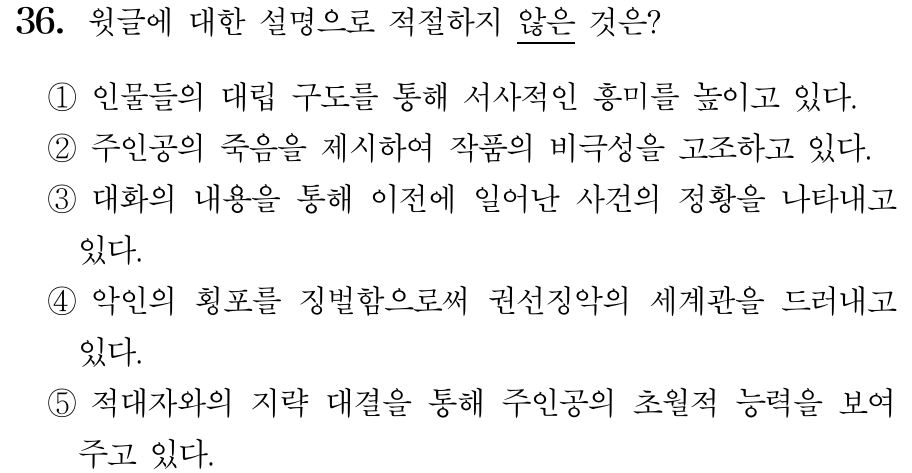 36. 윗글에 대한 설명으로 적절하지 않은 것은?
① 인물들의 대립 구도를 통해 서사적인 흥미를 높이고 있다.
② 주인공의 죽음을 제시하여 작품의 비극성을 고조하고 있다.
③ 대화의 내용을 통해 이전에 일어난 사건의 정황을 나타내고
있다.
④ 악인의 횡포를 징벌함으로써 권선징악의 세계관을 드러내고
있다.
⑤ 적대자와의 지략 대결을 통해 주인공의 초월적 능력을 보여
주고 있다.